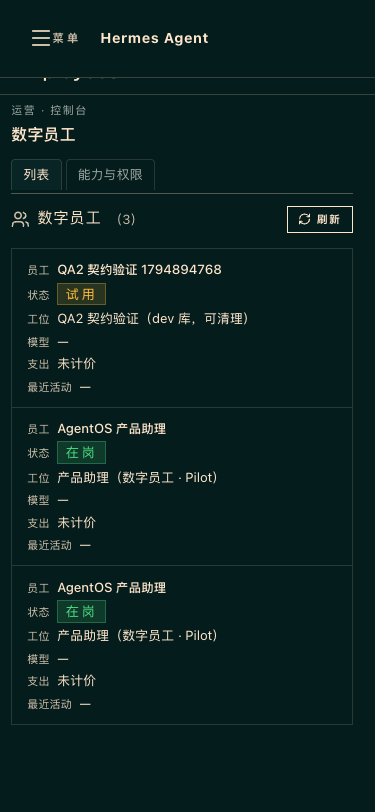 菜单 Hermes Agent
运营 · 控制台
数字员工
列表 能力与权限
数字员工 (3) 刷新
员工 QA2 契约验证 1794894768
状态 试用
工位 QA2 契约验证（dev 库，可清理）
模型 —
支出 未计价
最近活动 —
员工 AgentOS 产品助理
状态 在岗
工位 产品助理（数字员工 · Pilot）
模型 —
支出 未计价
最近活动 —
员工 AgentOS 产品助理
状态 在岗
工位 产品助理（数字员工 · Pilot）
模型 —
支出 未计价
最近活动 —